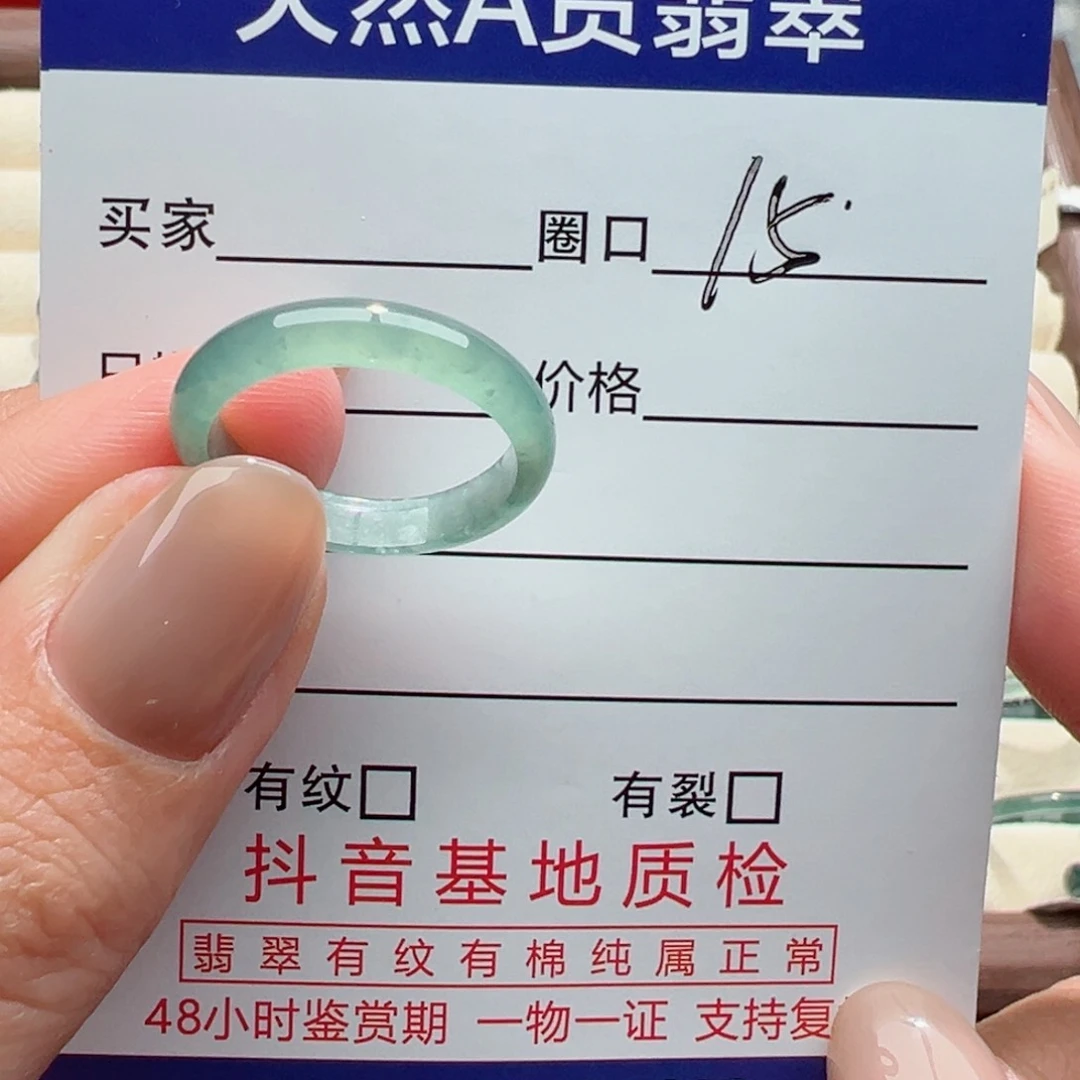 天然A货翡翠
买家 圈口 15.
价格
有纹 有裂
抖音基地质检
翡翠有纹有棉纯属正常
48小时鉴赏期 一物一证 支持复